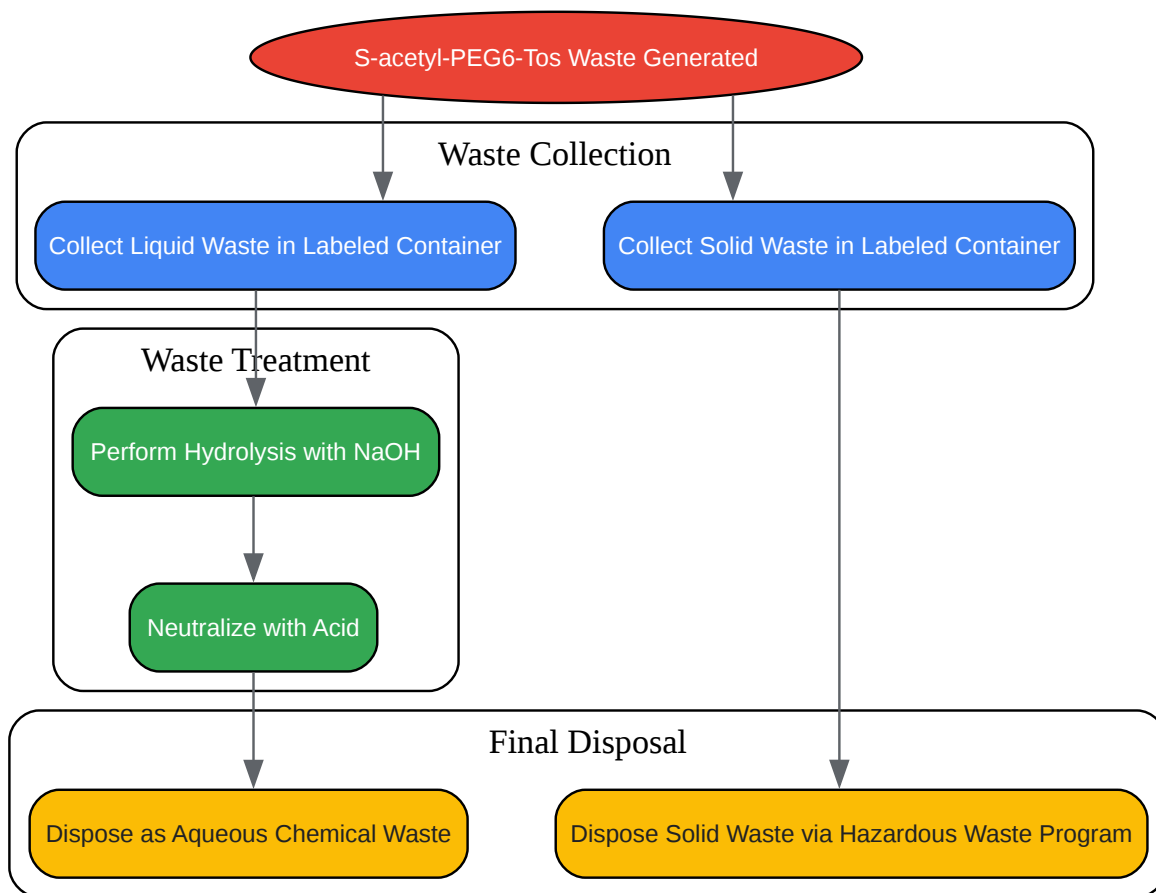 S-acetyl-PEG6-Tos Waste Generated
Waste Collection
Collect Liquid Waste in Labeled Container
Collect Solid Waste in Labeled Container
Waste Treatment
Perform Hydrolysis with NaOH
Neutralize with Acid
Final Disposal
Dispose as Aqueous Chemical Waste
Dispose Solid Waste via Hazardous Waste Program